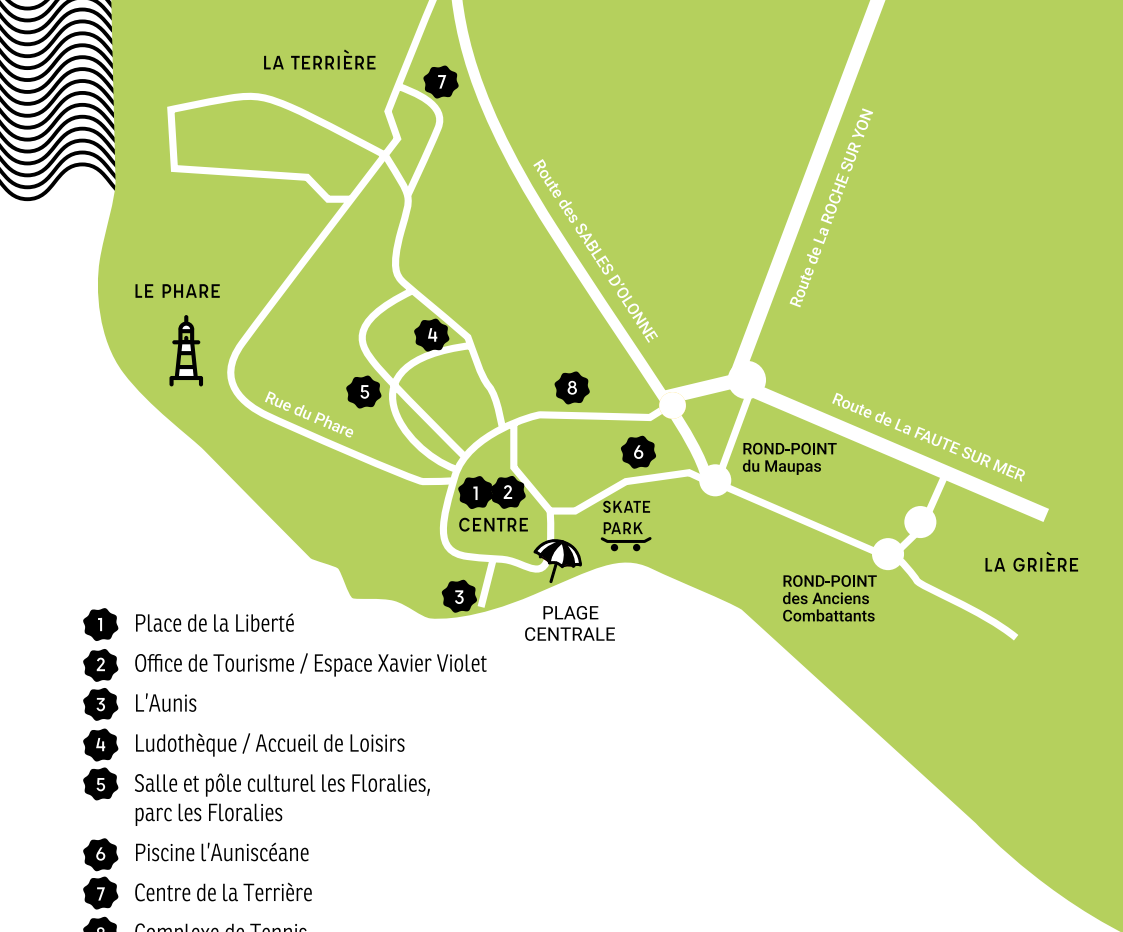 LA TERRIÈRE
7
Route des SABLES D'OLONNE
Route de La ROCHE SUR YON
LE PHARE
4
5
8
Rue du Phare
Route de La FAUTE SUR MER
6
ROND-POINT
du Maupas
1
2
CENTRE
SKATE
PARK
LA GRIÈRE
ROND-POINT
des Anciens
Combattants
3
PLAGE
CENTRALE
1 Place de la Liberté
2 Office de Tourisme / Espace Xavier Violet
3 L'Aunis
4 Ludothèque / Accueil de Loisirs
5 Salle et pôle culturel les Floralies,
parc les Floralies
6 Piscine l'Auniscéane
7 Centre de la Terrière
8 Complexe de Tennis